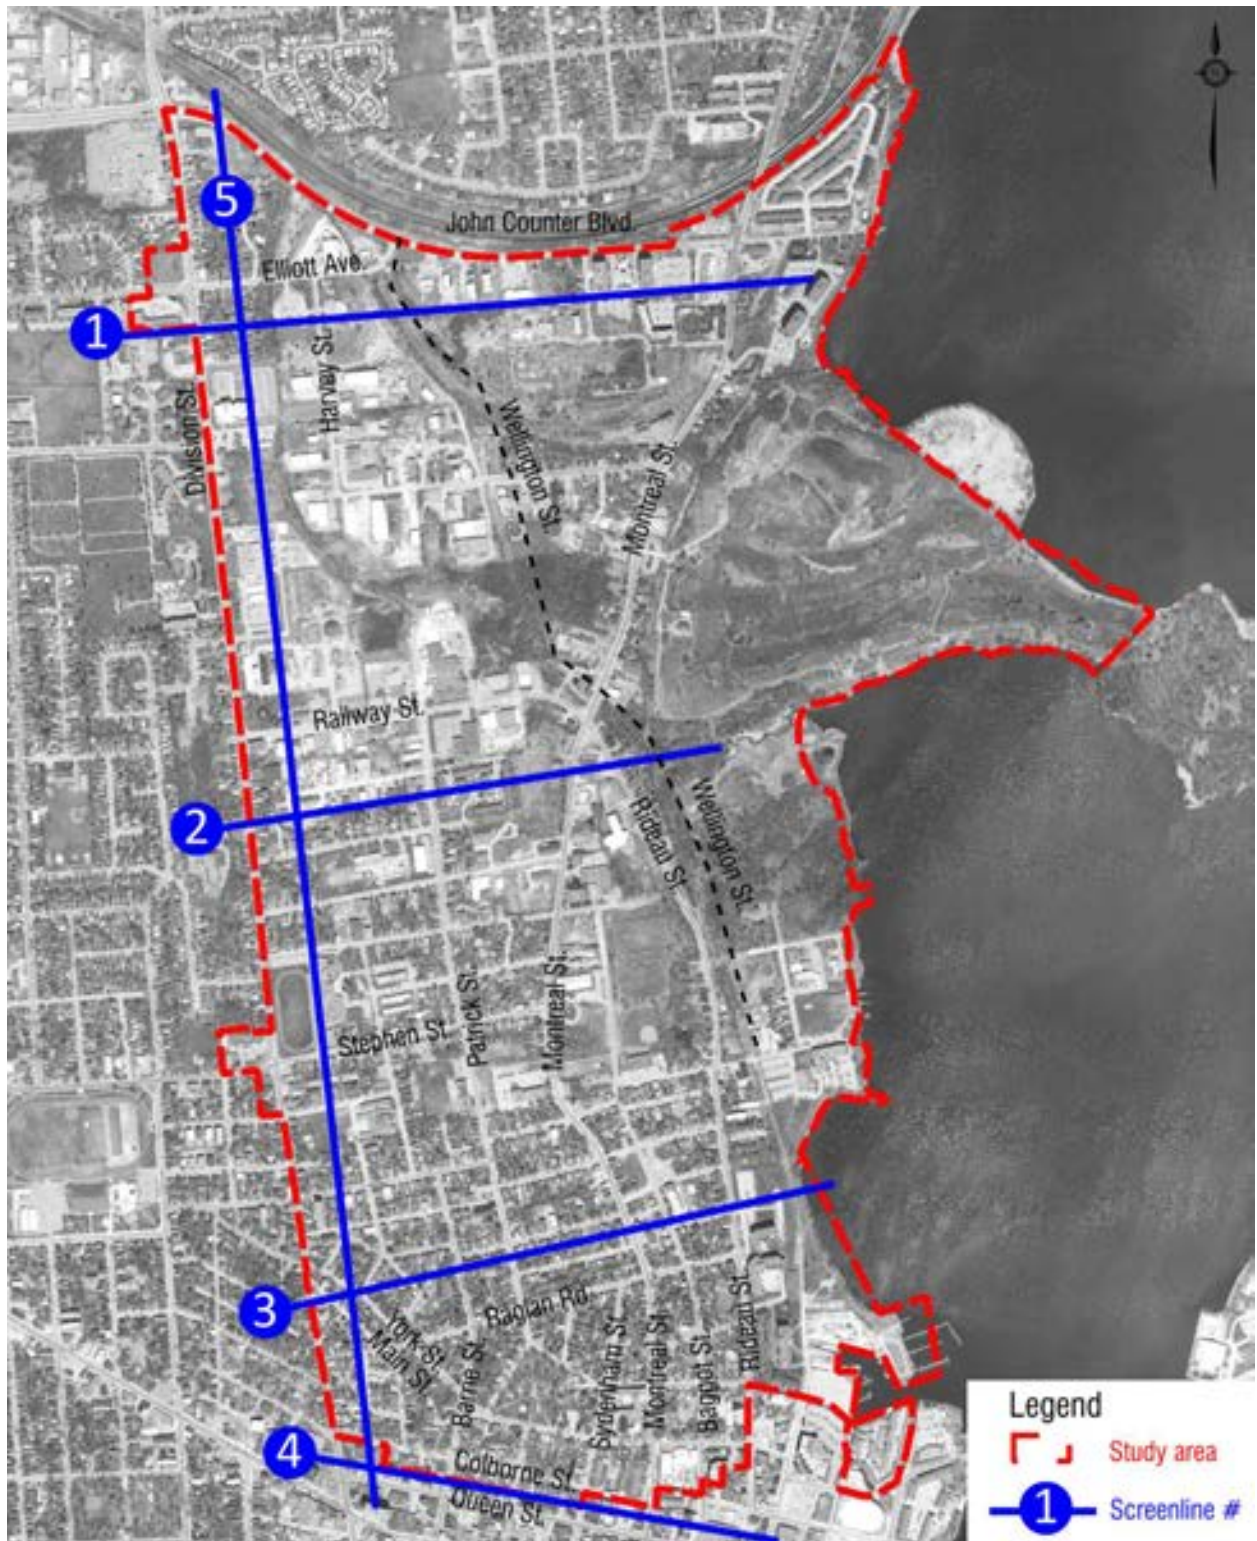 5
John Counter Blvd.
Elliott Ave.
1
Harvey St.
Division St.
Wellington St.
Montreal St.
Railway St.
2
Rideau St.
Wellington St.
Patrick St.
Montreal St.
Stephen St.
3
Raglan Rd
York St.
Main St.
Barrie St.
Sydenham St.
Montreal St.
Bagot St.
Rideau St.
4
Colborne St.
Queen St.
Legend
Study area
1 Screenline #